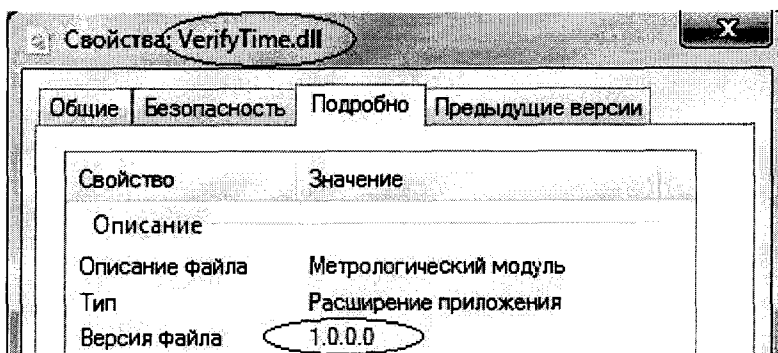 Свойства: VerifyTime.dll
Общие Безопасность Подробно Предыдущие версии
Свойство Значение
Описание
Описание файла Метрологический модуль
Тип Расширение приложения
Версия файла 1.0.0.0